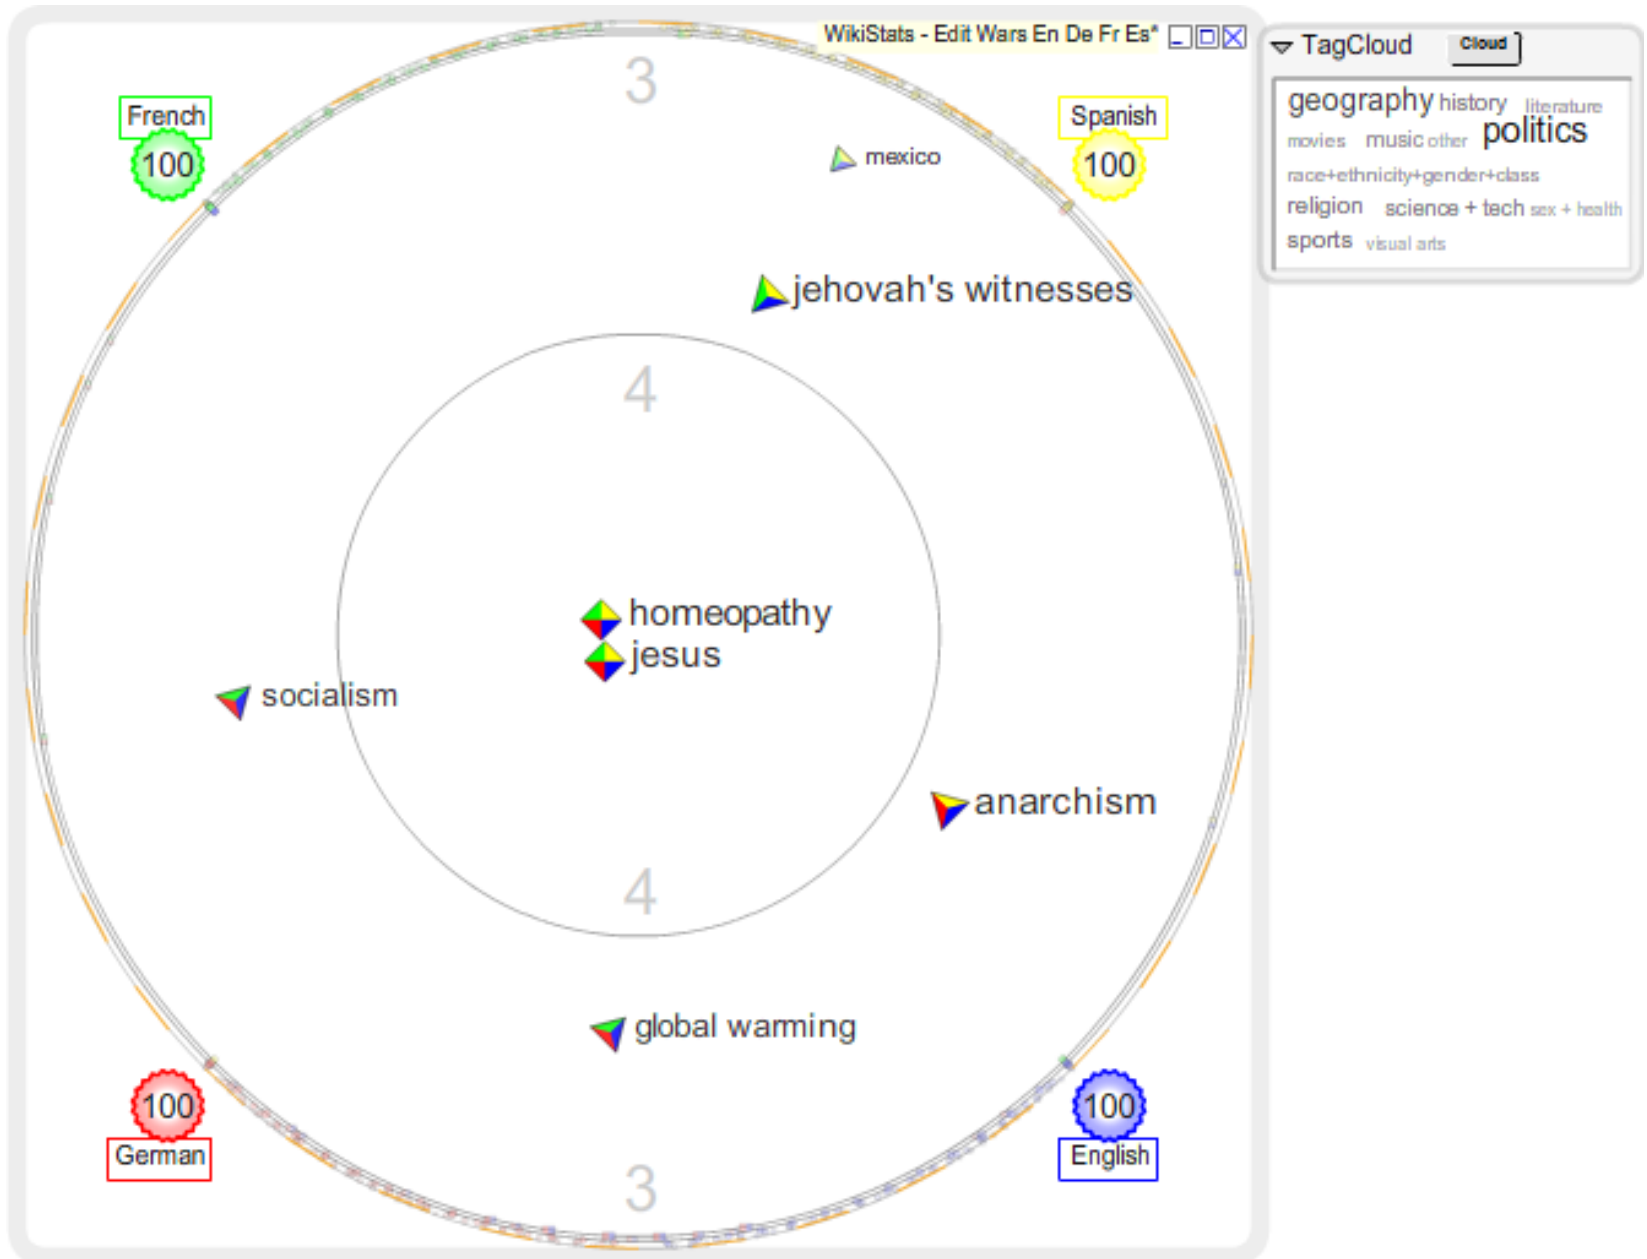 WikiStats - Edit Wars En De Fr Es*
TagCloud
Cloud
geography history literature
movies music other politics
race+ethnicity+gender+class
religion science + tech sex + health
sports visual arts
3
French
100
Spanish
100
mexico
jehovah's witnesses
4
homeopathy
jesus
socialism
anarchism
4
global warming
100
German
100
English
3